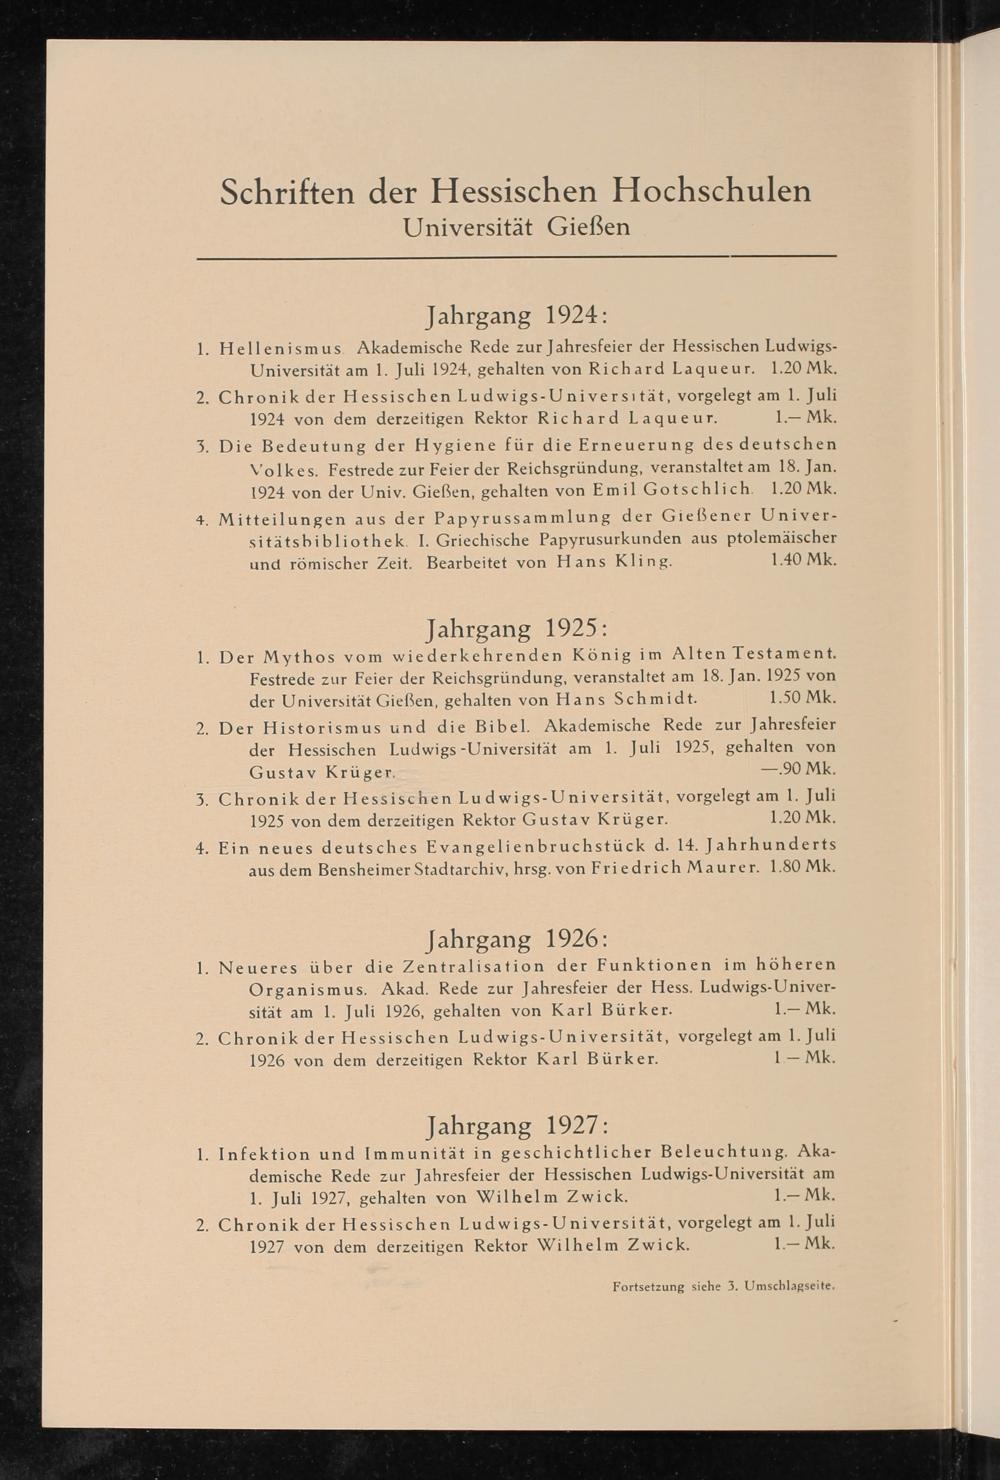 Schriften der Hessischen Hochschulen
Universität Gießen
Jahrgang 1924:
1. Hellenismus. Akademische Rede zur Jahresfeier der Hessischen Ludwigs-
Universität am 1. Juli 1924, gehalten von Richard Laqueur. 1.20 Mk.
2. Chronik der Hessischen Ludwigs-Universität, vorgelegt am 1. Juli
1924 von dem derzeitigen Rektor Richard Laqueur. 1.— Mk.
3. Die Bedeutung der Hygiene für die Erneuerung des deutschen
Volkes. Festrede zur Feier der Reichsgründung, veranstaltet am 18. Jan.
1924 von der Univ. Gießen, gehalten von Emil Gotschlich. 1.20 Mk.
4. Mitteilungen aus der Papyrussammlung der Gießener Univer-
sitätsbibliothek. I. Griechische Papyrusurkunden aus ptolemäischer
und römischer Zeit. Bearbeitet von Hans Kling. 1.40 Mk.
Jahrgang 1925:
1. Der Mythos vom wiederkehrenden König im Alten Testament.
Festrede zur Feier der Reichsgründung, veranstaltet am 18. Jan. 1925 von
der Universität Gießen, gehalten von Hans Schmidt. 1.50 Mk.
2. Der Historismus und die Bibel. Akademische Rede zur Jahresfeier
der Hessischen Ludwigs-Universität am 1. Juli 1925, gehalten von
Gustav Krüger. —.90 Mk.
3. Chronik der Hessischen Ludwigs-Universität, vorgelegt am 1. Juli
1925 von dem derzeitigen Rektor Gustav Krüger. 1.20 Mk.
4. Ein neues deutsches Evangelienbruchstück d. 14. Jahrhunderts
aus dem Bensheimer Stadtarchiv, hrsg. von Friedrich Maurer. 1.80 Mk.
Jahrgang 1926:
1. Neueres über die Zentralisation der Funktionen im höheren
Organismus. Akad. Rede zur Jahresfeier der Hess. Ludwigs-Univer-
sität am 1. Juli 1926, gehalten von Karl Bürker. 1.— Mk.
2. Chronik der Hessischen Ludwigs-Universität, vorgelegt am 1. Juli
1926 von dem derzeitigen Rektor Karl Bürker. 1 — Mk.
Jahrgang 1927:
1. Infektion und Immunität in geschichtlicher Beleuchtung. Aka-
demische Rede zur Jahresfeier der Hessischen Ludwigs-Universität am
1. Juli 1927, gehalten von Wilhelm Zwick. 1.— Mk.
2. Chronik der Hessischen Ludwigs-Universität, vorgelegt am 1. Juli
1927 von dem derzeitigen Rektor Wilhelm Zwick. 1.— Mk.
Fortsetzung siehe 3. Umschlagseite.